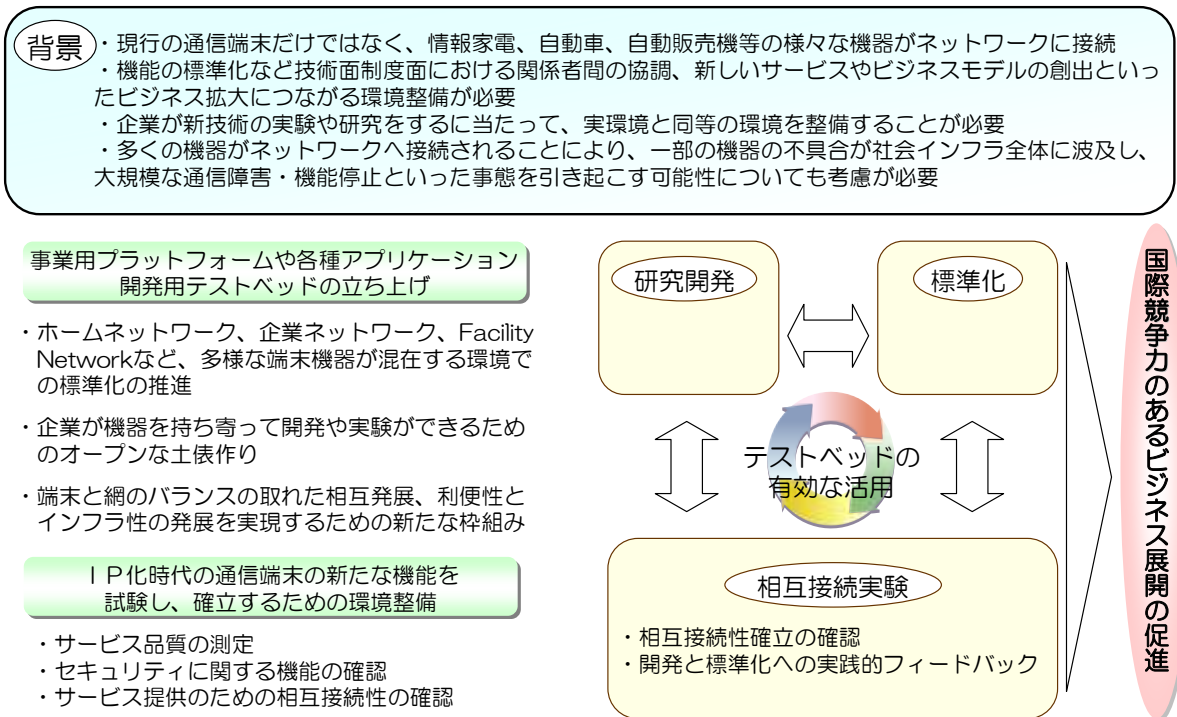 背景
・現行の通信端末だけではなく、情報家電、自動車、自動販売機等の様々な機器がネットワークに接続
・機能の標準化など技術面制度面における関係者間の協調、新しいサービスやビジネスモデルの創出といっ
たビジネス拡大につながる環境整備が必要
・企業が新技術の実験や研究をするに当たって、実環境と同等の環境を整備することが必要
・多くの機器がネットワークへ接続されることにより、一部の機器の不具合が社会インフラ全体に波及し、
大規模な通信障害・機能停止といった事態を引き起こす可能性についても考慮が必要
事業用プラットフォームや各種アプリケーション
開発用テストベッドの立ち上げ
・ホームネットワーク、企業ネットワーク、Facility
Networkなど、多様な端末機器が混在する環境で
の標準化の推進
・企業が機器を持ち寄って開発や実験ができるため
のオープンな土俵作り
・端末と網のバランスの取れた相互発展、利便性と
インフラ性の発展を実現するための新たな枠組み
ＩＰ化時代の通信端末の新たな機能を
試験し、確立するための環境整備
・サービス品質の測定
・セキュリティに関する機能の確認
・サービス提供のための相互接続性の確認
研究開発
標準化
テストベッドの
有効な活用
相互接続実験
・相互接続性確立の確認
・開発と標準化への実践的フィードバック
国際競争力のあるビジネス展開の促進